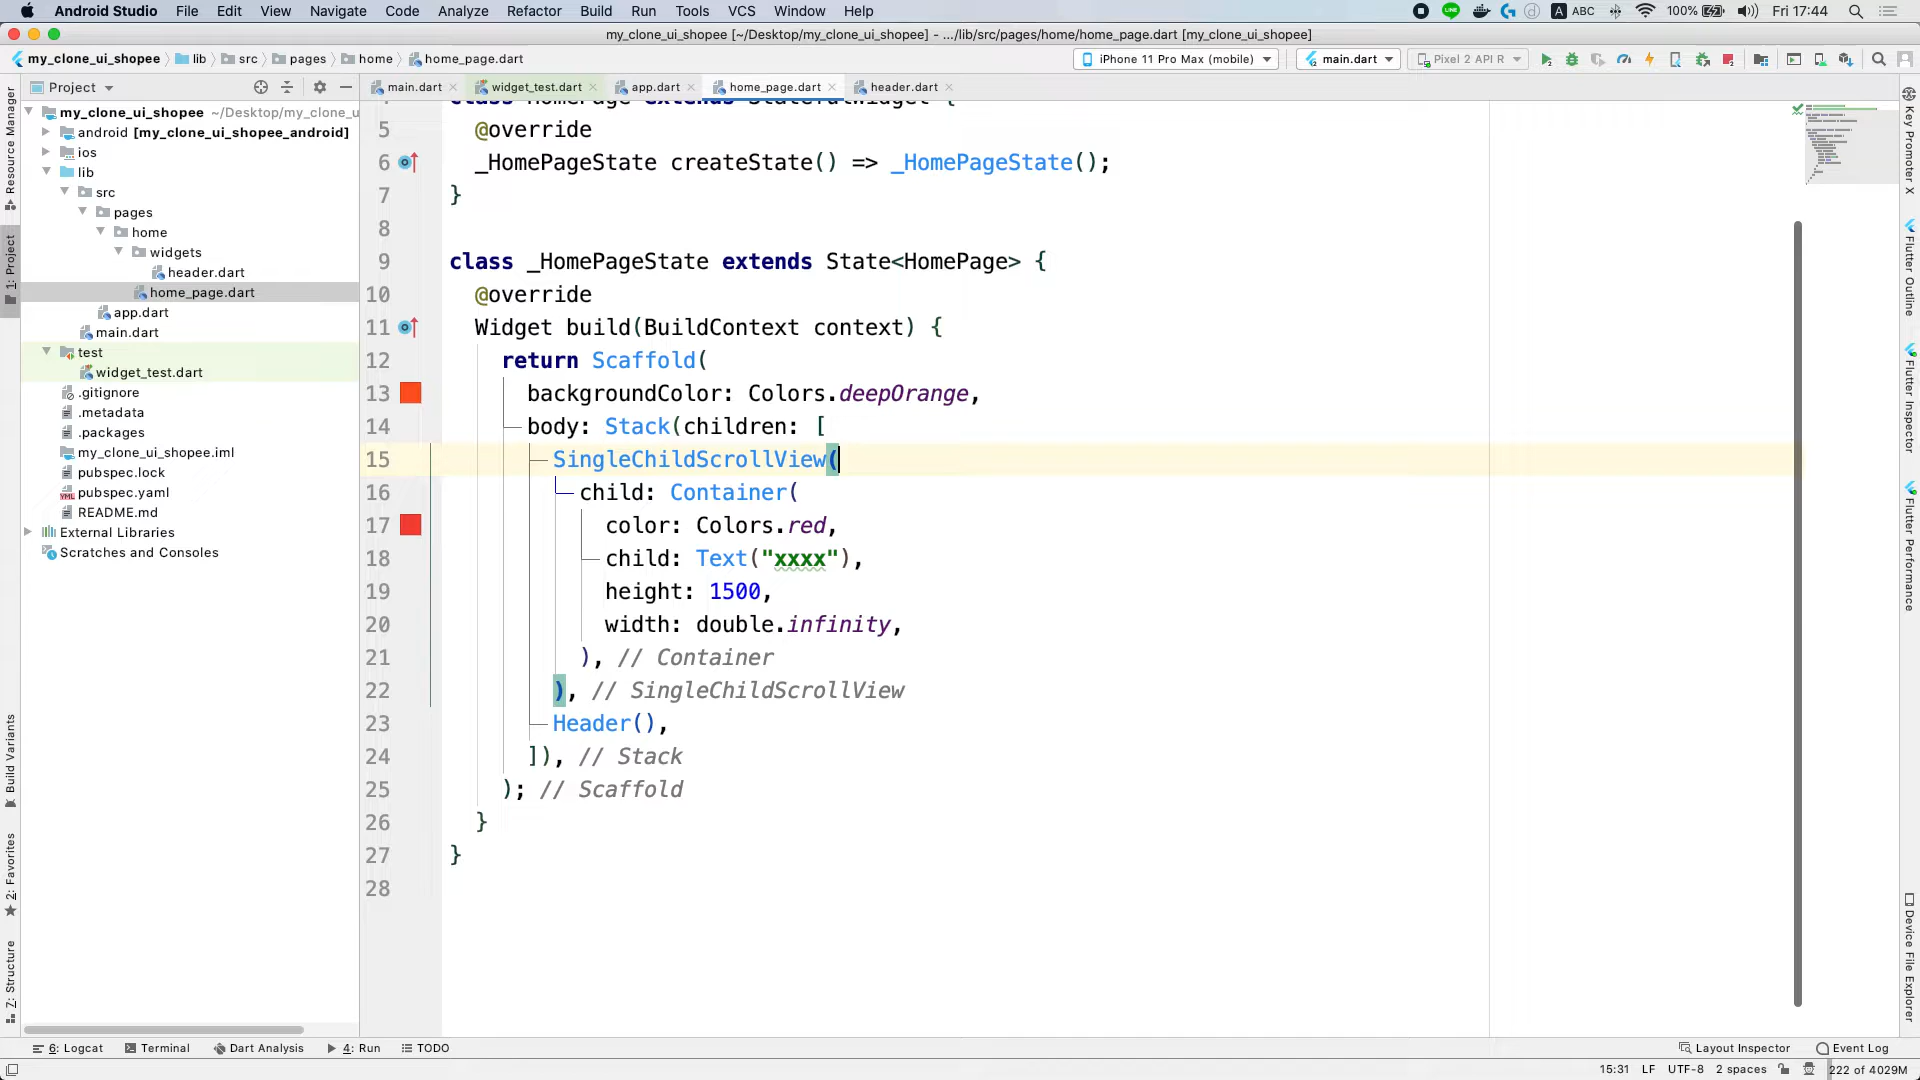 Android Studio File Edit View Navigate Code Analyze Refactor Build Run Tools VCS Window Help A ABC 100% Fri 17:44
my_clone_ui_shopee [~/Desktop/my_clone_ui_shopee] – .../lib/src/pages/home/home_page.dart [my_clone_ui_shopee]
my_clone_ui_shopee lib src pages home home_page.dart iPhone 11 Pro Max (mobile) main.dart Pixel 2 API R
Project main.dart widget_test.dart app.dart home_page.dart header.dart
my_clone_ui_shopee ~/Desktop/my_clone_u
android [my_clone_ui_shopee_android]
ios
lib
src
pages
home
widgets
header.dart
home_page.dart
app.dart
main.dart
test
widget_test.dart
.gitignore
.metadata
.packages
my_clone_ui_shopee.iml
pubspec.lock
pubspec.yaml
README.md
External Libraries
Scratches and Consoles
class HomePage extends StatefulWidget {
5 @override
6 _HomePageState createState() => _HomePageState();
7 }
8
9 class _HomePageState extends State<HomePage> {
10 @override
11 Widget build(BuildContext context) {
12 return Scaffold(
13 backgroundColor: Colors.deepOrange,
14 body: Stack(children: [
15 SingleChildScrollView(
16 child: Container(
17 color: Colors.red,
18 child: Text("xxxx"),
19 height: 1500,
20 width: double.infinity,
21 ), // Container
22 ), // SingleChildScrollView
23 Header(),
24 ]), // Stack
25 ); // Scaffold
26 }
27 }
28
Resource Manager
1: Project
Build Variants
2: Favorites
7: Structure
Key Promoter X
Flutter Outline
Flutter Inspector
Flutter Performance
Device File Explorer
6: Logcat Terminal Dart Analysis 4: Run TODO Layout Inspector Event Log
15:31 LF UTF-8 2 spaces 222 of 4029M